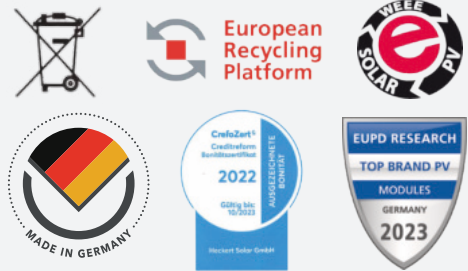 European
Recycling
Platform
WEEE
e
SOLAR
PV
MADE IN GERMANY
CrefoZert©
Creditreform
Bonitätszertifikat
2022
Gültig bis:
10/2023
AUSGEZEICHNETE
BONITÄT
Heckert Solar GmbH
EUPD RESEARCH
TOP BRAND PV
MODULES
GERMANY
2023